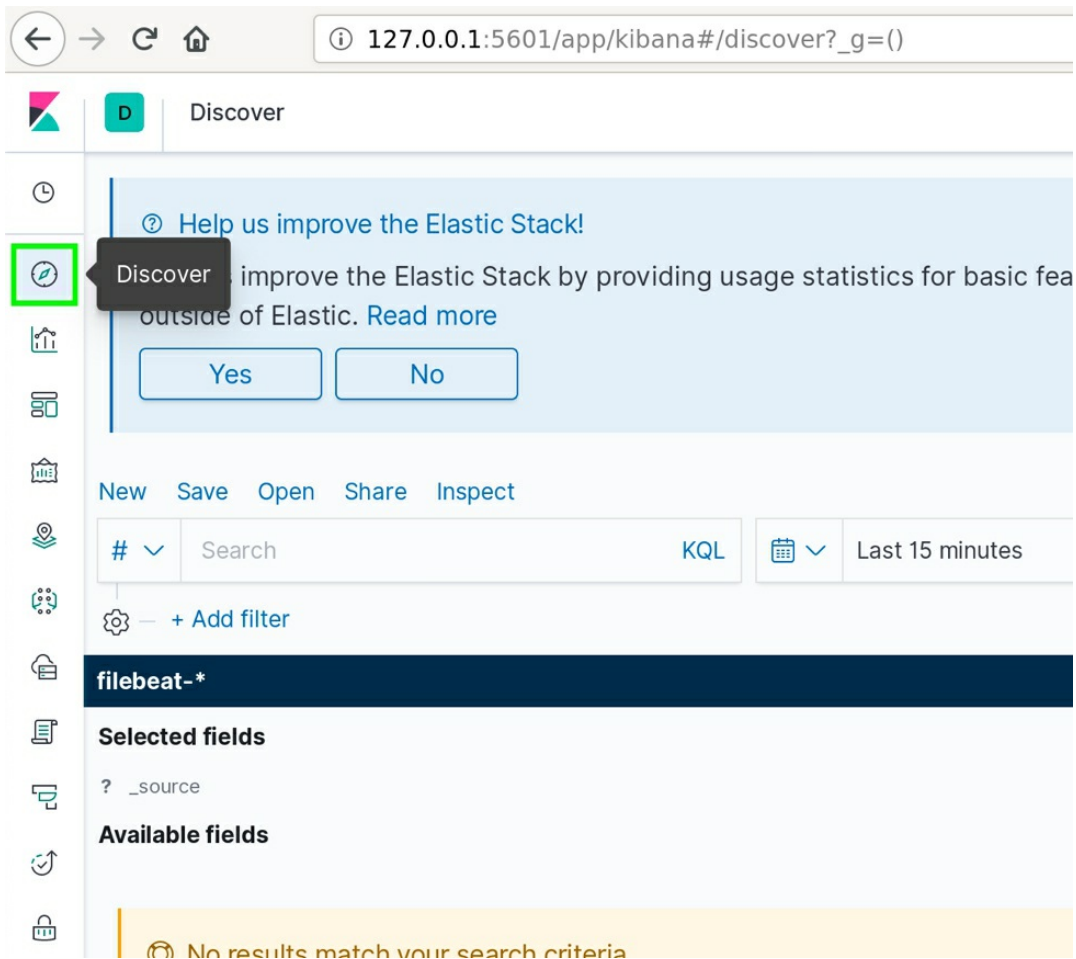 127.0.0.1:5601/app/kibana#/discover?_g=()
D Discover
Help us improve the Elastic Stack!
Discover improve the Elastic Stack by providing usage statistics for basic fea
outside of Elastic. Read more
Yes No
New Save Open Share Inspect
# Search KQL Last 15 minutes
+ Add filter
filebeat-*
Selected fields
? _source
Available fields
No results match your search criteria